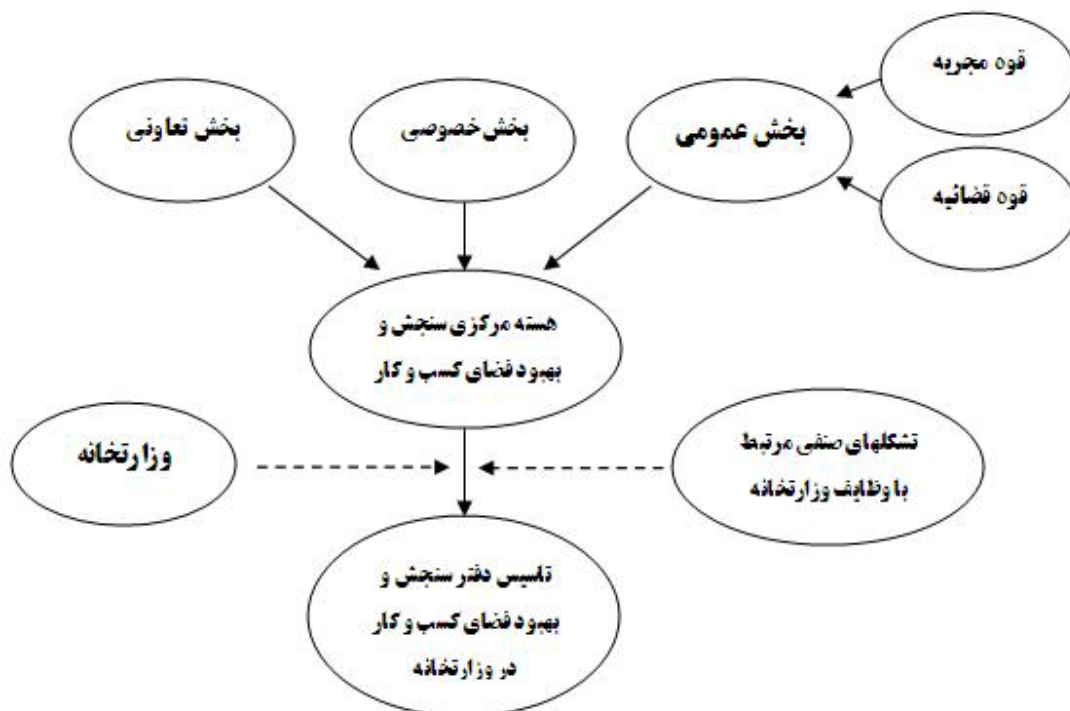 قوه مجریه
بخش عمومی
بخش خصوصی
بخش تعاونی
قوه قضائیه
هسته مرکزی سنجش و
بهبود فضای کسب و کار
تشکلهای صنفی مرتبط
با وظایف وزارتخانه
وزارتخانه
تاسیس دفتر سنجش و
بهبود فضای کسب و کار
در وزارتخانه